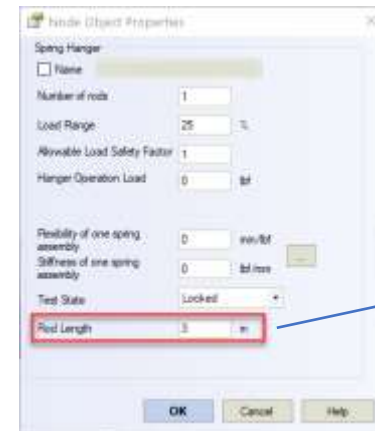 Node Object Properties
Spring Hanger
Name
Number of rods 1
Load Range 25 %
Allowable Load Safety Factor 1
Hanger Operation Load 0 lbf
Flexibility of one spring assembly 0 mm/lbf
...
Stiffness of one spring assembly 0 lbf/mm
Test State Locked
Rod Length 3 m
OK Cancel Help